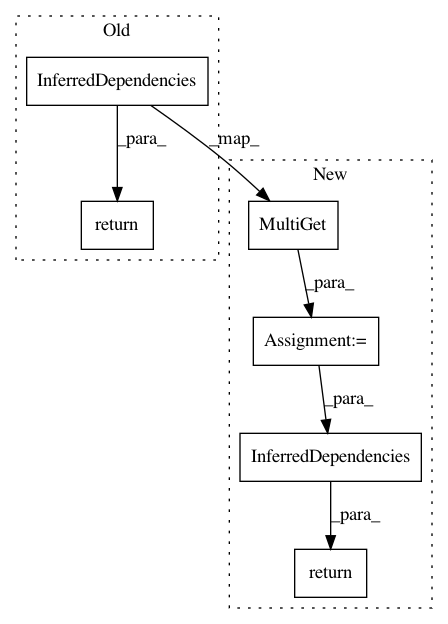 Old
InferredDependencies
_para_
_map_
New
return
MultiGet
_para_
Assignment:=
_para_
InferredDependencies
_para_
return